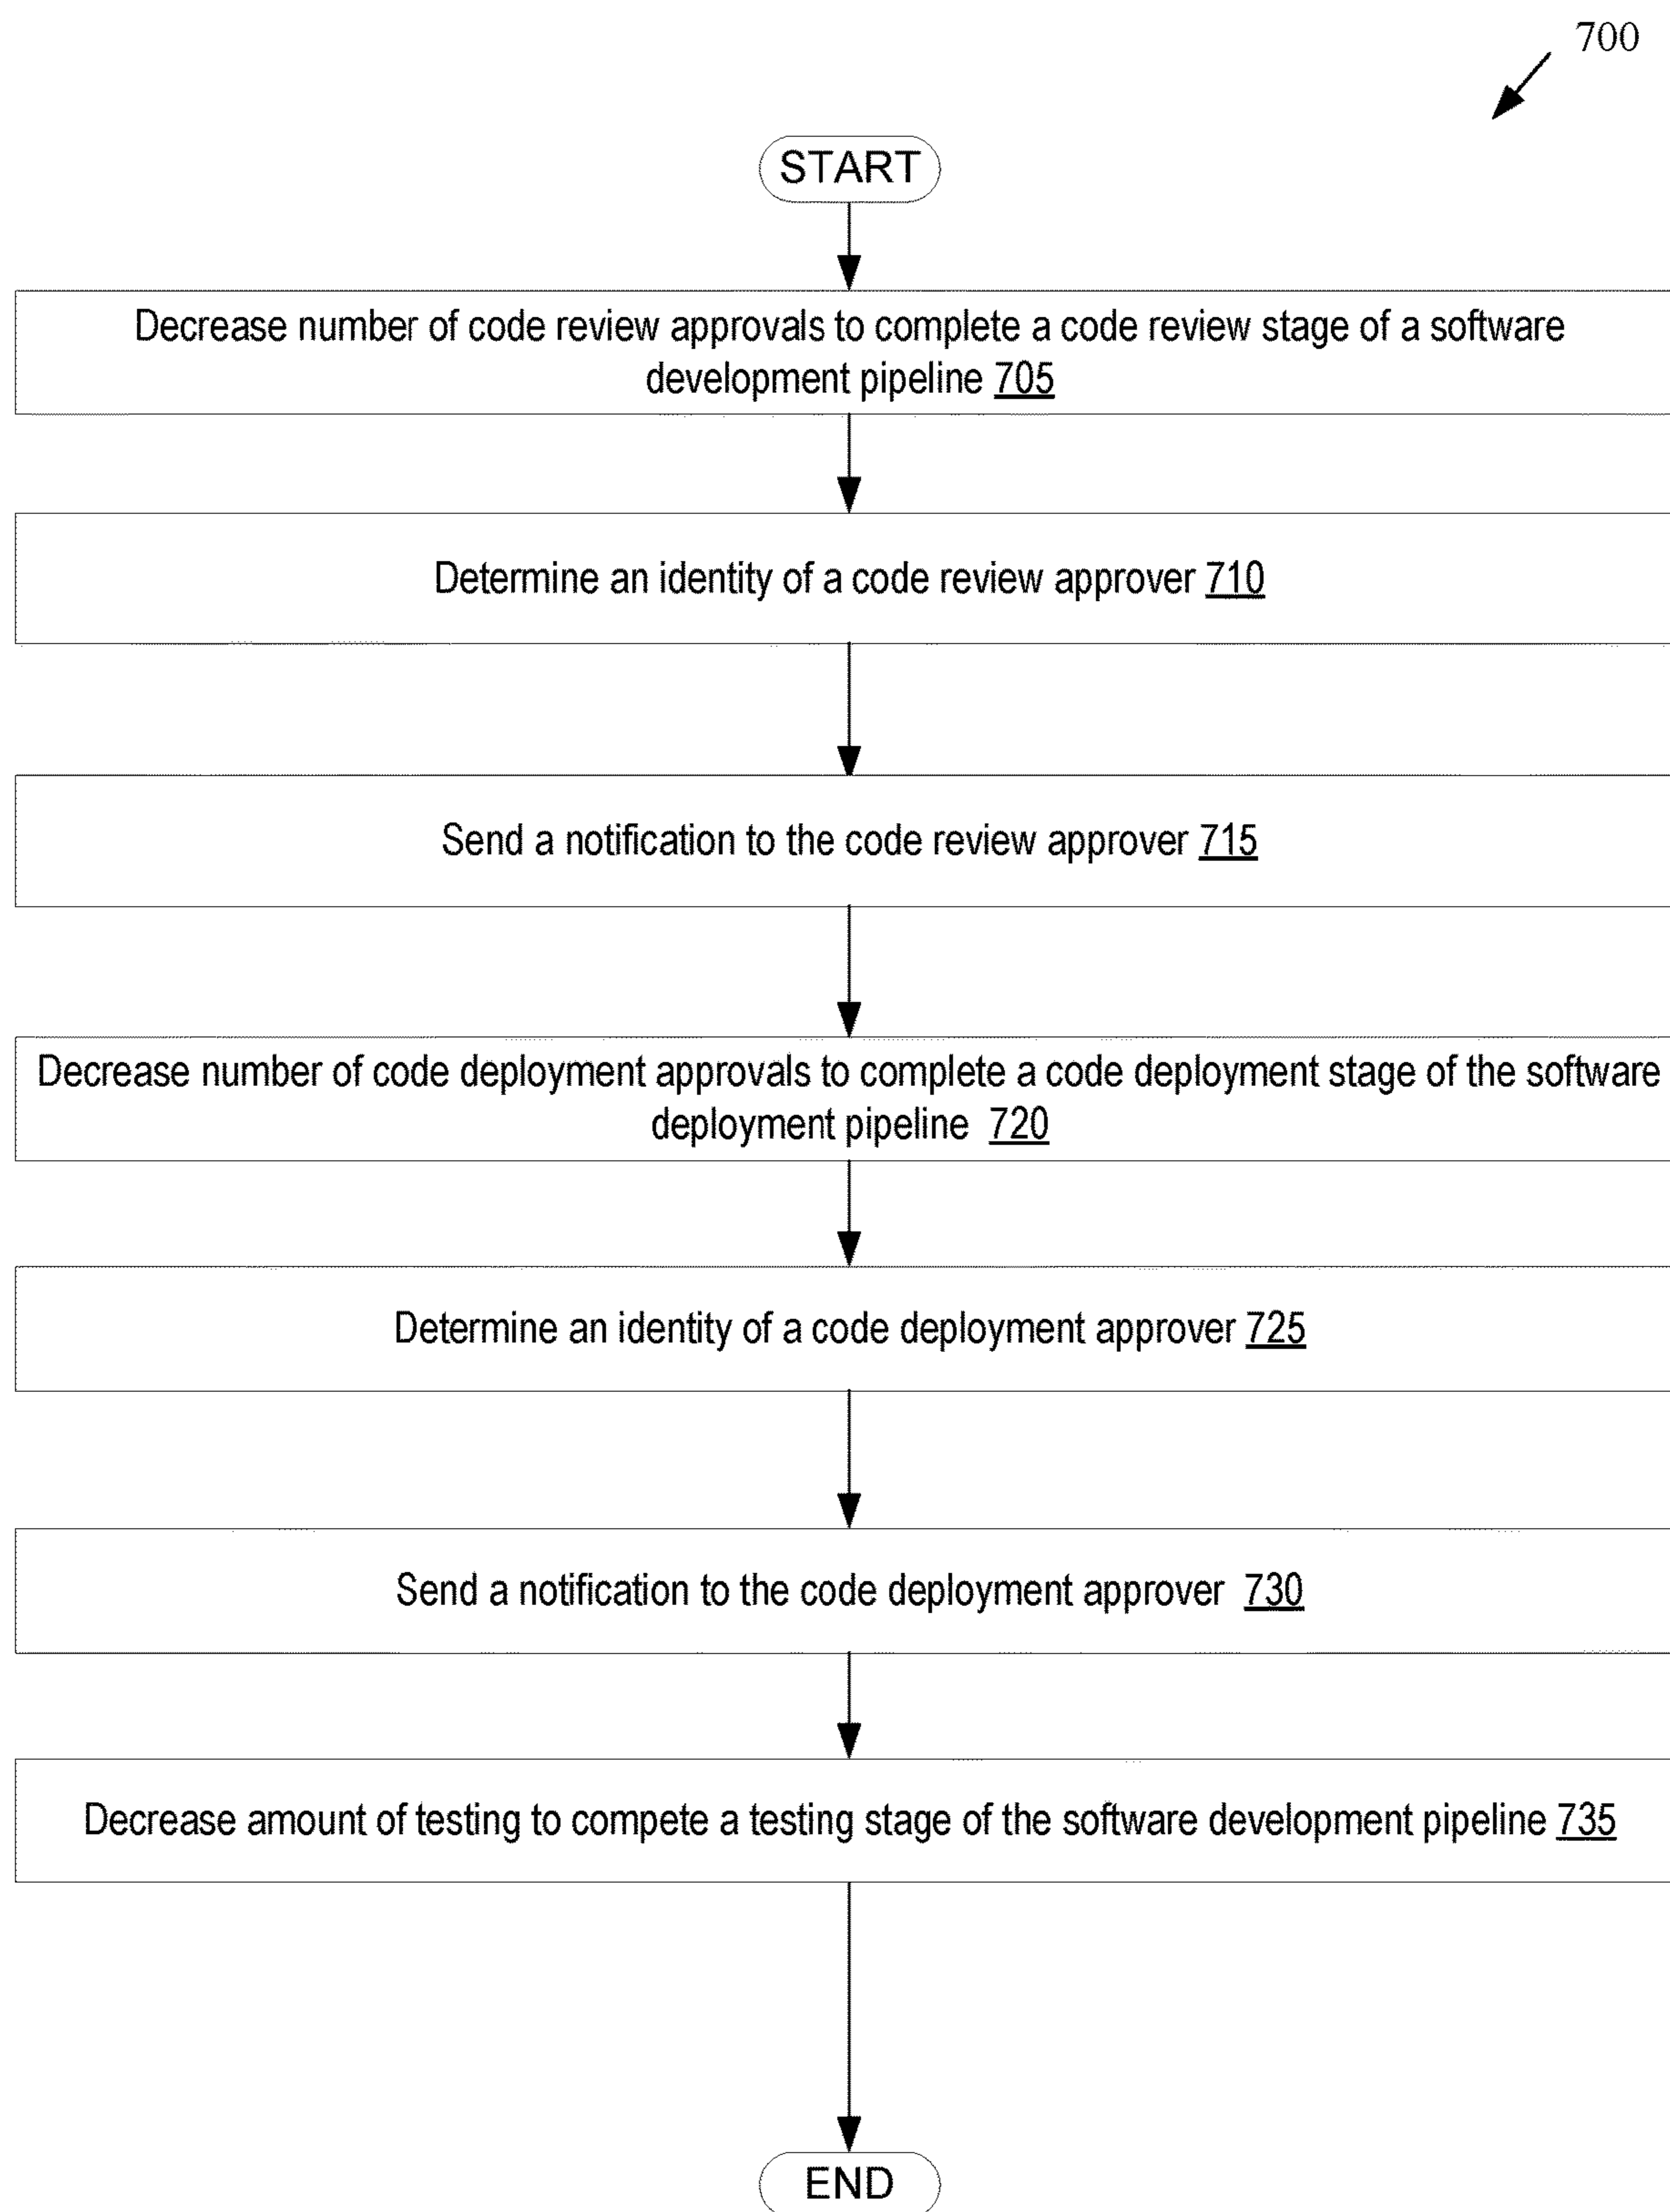 700
START
Decrease number of code review approvals to complete a code review stage of a software
development pipeline 705
Determine an identity of a code review approver 710
Send a notification to the code review approver 715
Decrease number of code deployment approvals to complete a code deployment stage of the software
deployment pipeline 720
Determine an identity of a code deployment approver 725
Send a notification to the code deployment approver 730
Decrease amount of testing to compete a testing stage of the software development pipeline 735
END